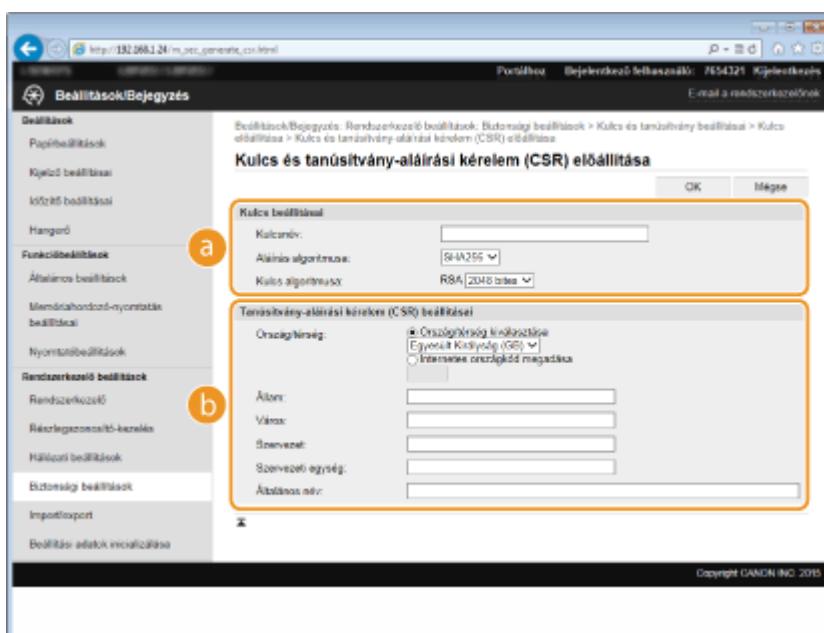 http://192.168.1.24/m_sec_generate_csr.html
Portálhoz Bejelentkező felhasználó: 7654321 Kijelentkezés
Beállítások/Bejegyzés
E-mail a rendszerkezelőnek
Beállítások
Papírbeállítások
Kijelző beállításai
Időzítő beállításai
Hangerő
Funkcióbeállítások
Általános beállítások
Memóriahordozó-nyomtatás
beállításai
Nyomtatóbeállítások
Rendszerkezelő beállítások
Rendszerkezelő
Részlegazonosító-kezelés
Hálózati beállítások
Biztonsági beállítások
Import/export
Beállítási adatok inicializálása
Beállítások/Bejegyzés: Rendszerkezelő beállítások: Biztonsági beállítások > Kulcs és tanúsítvány beállításai > Kulcs
előállítása > Kulcs és tanúsítvány-aláírási kérelem (CSR) előállítása
Kulcs és tanúsítvány-aláírási kérelem (CSR) előállítása
OK Mégse
a
Kulcs beállításai
Kulcsnév:
Aláírás algoritmusa: SHA256
Kulcs algoritmusa: RSA 2048 bites
b
Tanúsítvány-aláírási kérelem (CSR) beállításai
Ország/térség: Ország/térség kiválasztása
Egyesült Királyság (GB)
Internetes országkód megadása
Állam:
Város:
Szervezet:
Szervezeti egység:
Általános név:
Copyright CANON INC. 2015